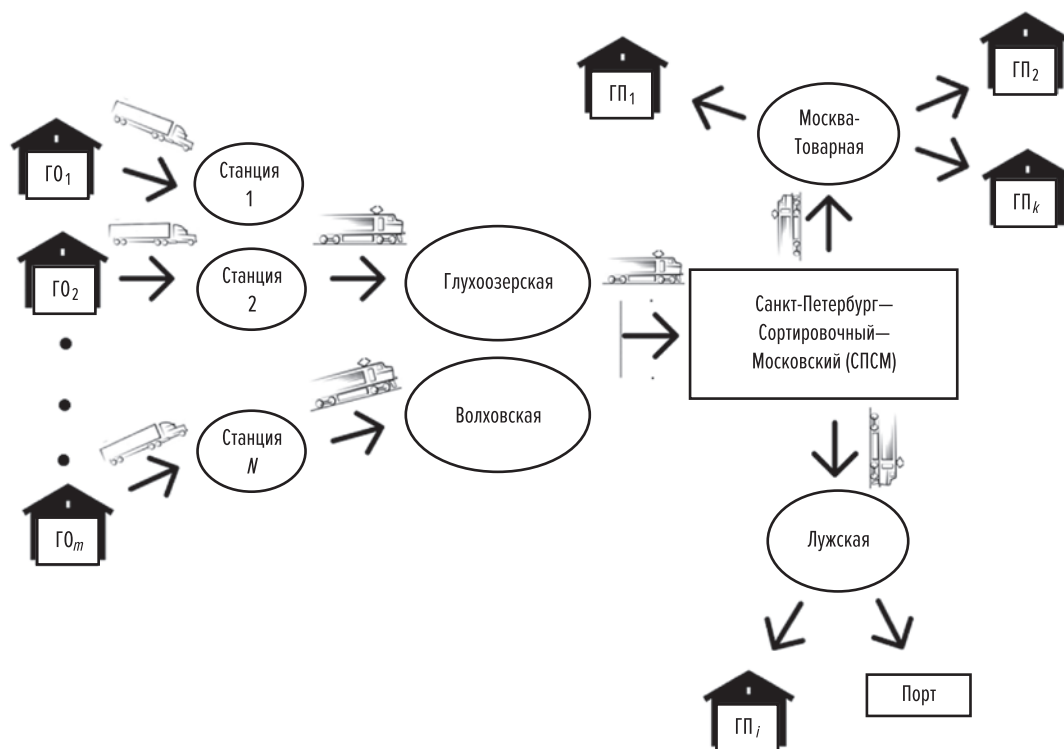 ГП1
ГП2
Москва-
Товарная
ГПk
ГО1
Станция
1
ГО2
Станция
2
Глухоозерская
Санкт-Петербург—
Сортировочный—
Московский (СПСМ)
Волховская
Станция
N
ГОm
Лужская
ГПi
Порт